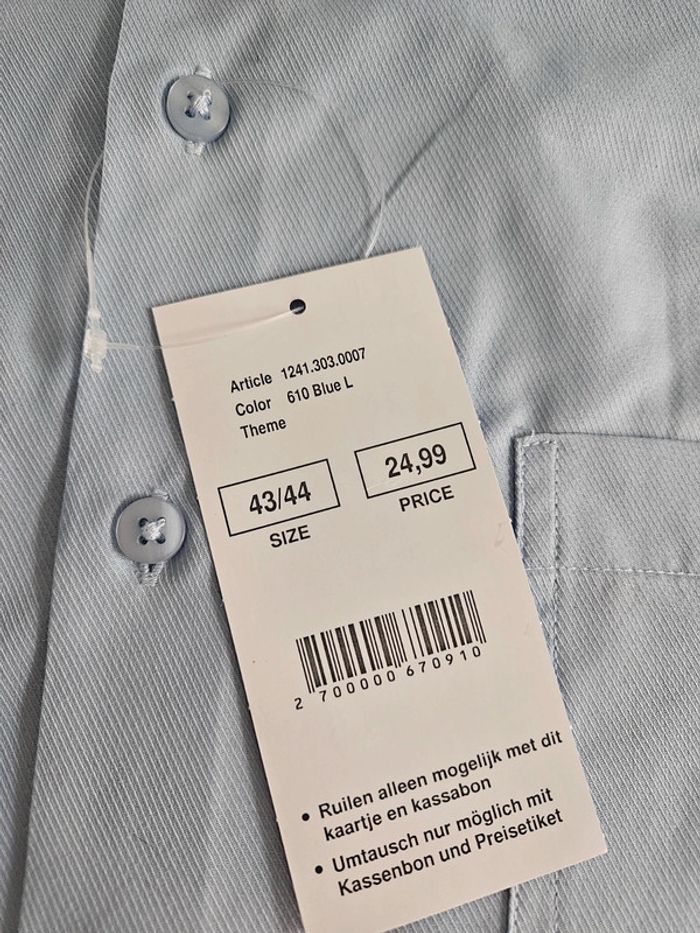 Article 1241.303.0007
Color 610 Blue L
Theme
43/44 24,99
SIZE PRICE
2 700000 670910
• Ruilen alleen mogelijk met dit
kaartje en kassabon
• Umtausch nur möglich mit
Kassenbon und Preisetiket